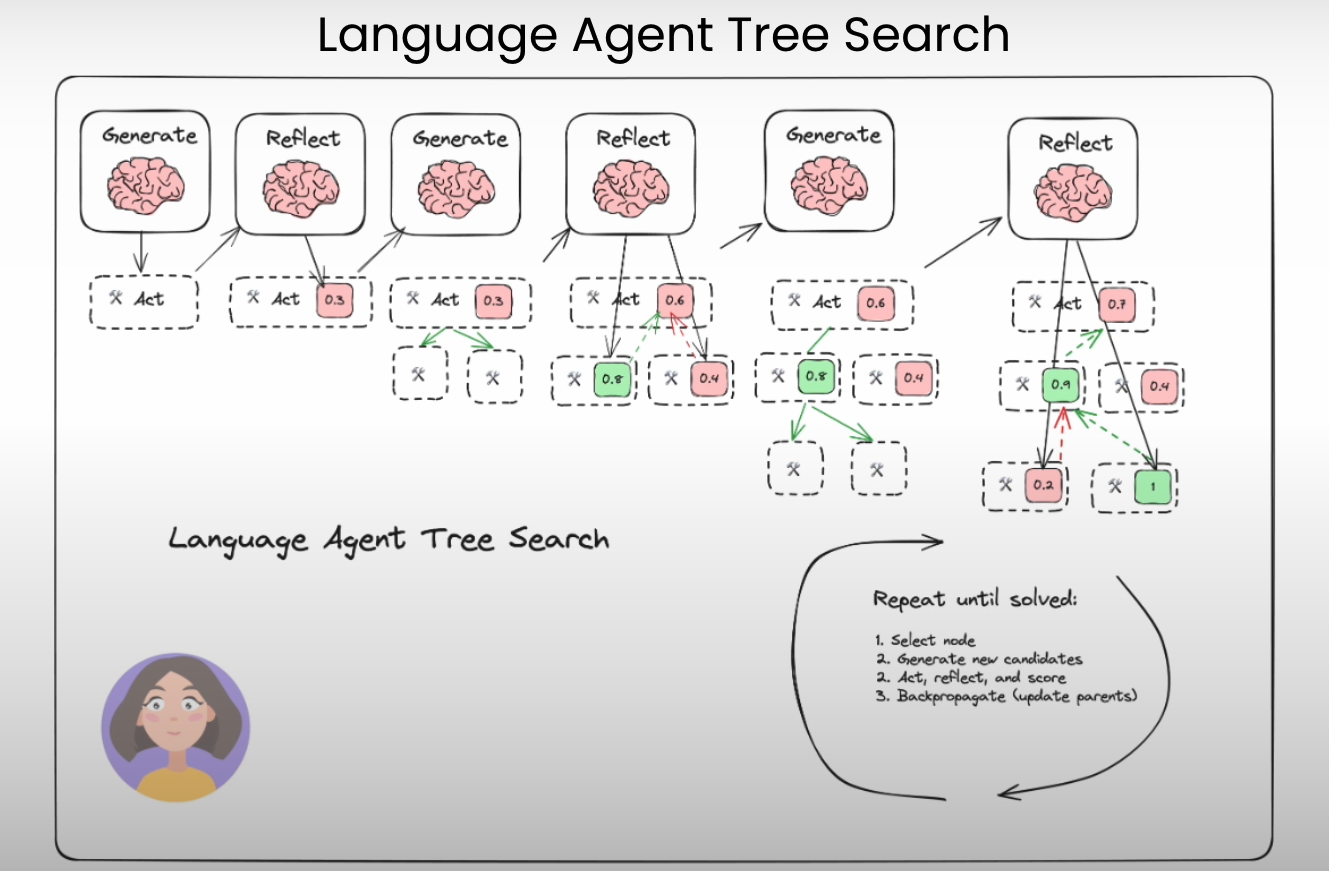 Language Agent Tree Search
Generate
Reflect
Generate
Reflect
Generate
Reflect
Act
Act 0.3
Act 0.3
Act 0.6
Act 0.6
Act 0.7
0.8
0.4
0.8
0.4
0.9
0.4
0.2
1
Language Agent Tree Search
Repeat until solved:
1. Select node
2. Generate new candidates
2. Act, reflect, and score
3. Backpropagate (update parents)